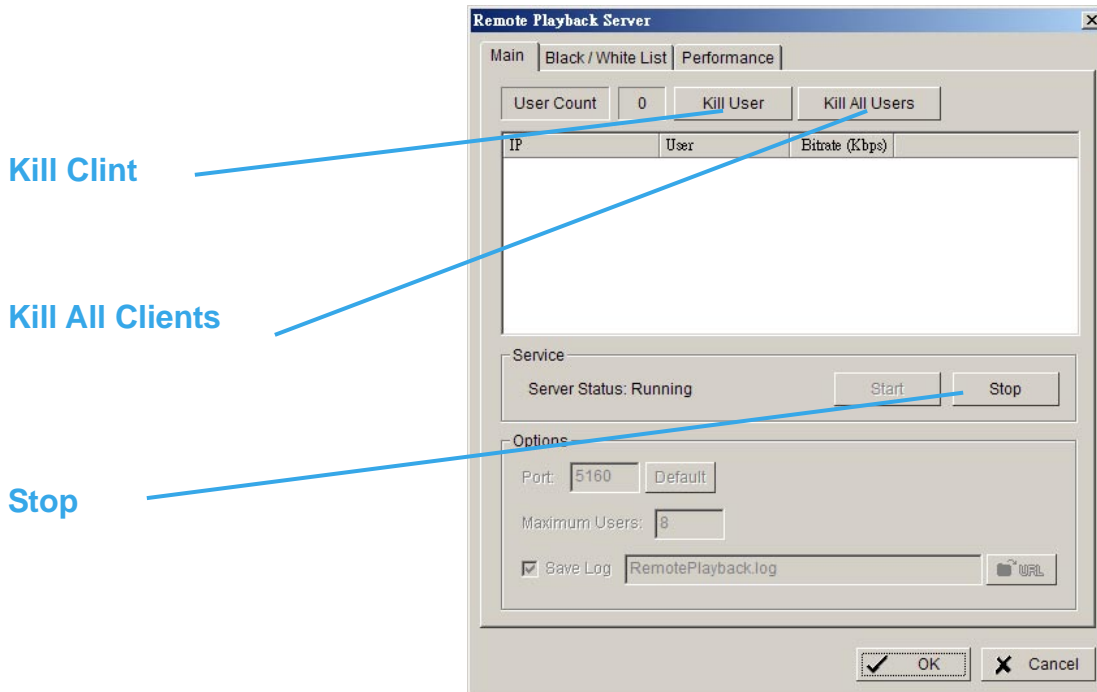 Remote Playback Server
Main Black / White List Performance
User Count 0 Kill User Kill All Users
IP User Bitrate (Kbps)
Kill Clint
Kill All Clients
Service
Server Status: Running Start Stop
Options
Port: 5160 Default
Stop
Maximum Users: 8
Save Log RemotePlayback.log URL
OK Cancel